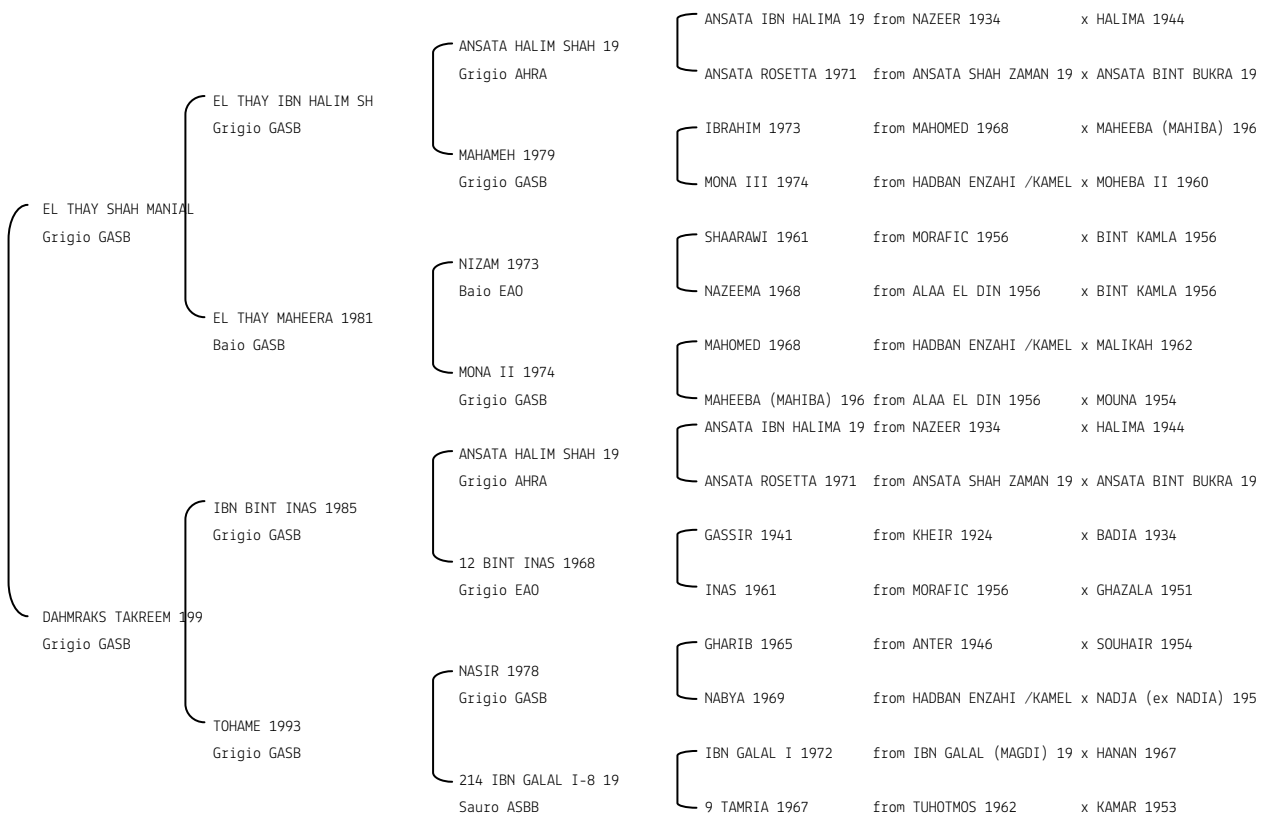 ANSATA IBN HALIMA 19 from NAZEER 1934 x HALIMA 1944
ANSATA HALIM SHAH 19
Grigio AHRA
ANSATA ROSETTA 1971 from ANSATA SHAH ZAMAN 19 x ANSATA BINT BUKRA 19
EL THAY IBN HALIM SH
Grigio GASB
IBRAHIM 1973 from MAHOMED 1968 x MAHEEBA (MAHIBA) 196
MAHAMEH 1979
Grigio GASB
MONA III 1974 from HADBAN ENZAHI /KAMEL x MOHEBA II 1960
EL THAY SHAH MANIAL
Grigio GASB
SHAARAWI 1961 from MORAFIC 1956 x BINT KAMLA 1956
NIZAM 1973
Baio EAO
NAZEEMA 1968 from ALAA EL DIN 1956 x BINT KAMLA 1956
EL THAY MAHEERA 1981
Baio GASB
MAHOMED 1968 from HADBAN ENZAHI /KAMEL x MALIKAH 1962
MONA II 1974
Grigio GASB
MAHEEBA (MAHIBA) 196 from ALAA EL DIN 1956 x MOUNA 1954
ANSATA IBN HALIMA 19 from NAZEER 1934 x HALIMA 1944
ANSATA HALIM SHAH 19
Grigio AHRA
ANSATA ROSETTA 1971 from ANSATA SHAH ZAMAN 19 x ANSATA BINT BUKRA 19
IBN BINT INAS 1985
Grigio GASB
GASSIR 1941 from KHEIR 1924 x BADIA 1934
12 BINT INAS 1968
Grigio EAO
INAS 1961 from MORAFIC 1956 x GHAZALA 1951
DAHMRAKS TAKREEM 199
Grigio GASB
GHARIB 1965 from ANTER 1946 x SOUHAIR 1954
NASIR 1978
Grigio GASB
NABYA 1969 from HADBAN ENZAHI /KAMEL x NADJA (ex NADIA) 195
TOHAME 1993
Grigio GASB
IBN GALAL I 1972 from IBN GALAL (MAGDI) 19 x HANAN 1967
214 IBN GALAL I-8 19
Sauro ASBB
9 TAMRIA 1967 from TUHOTMOS 1962 x KAMAR 1953